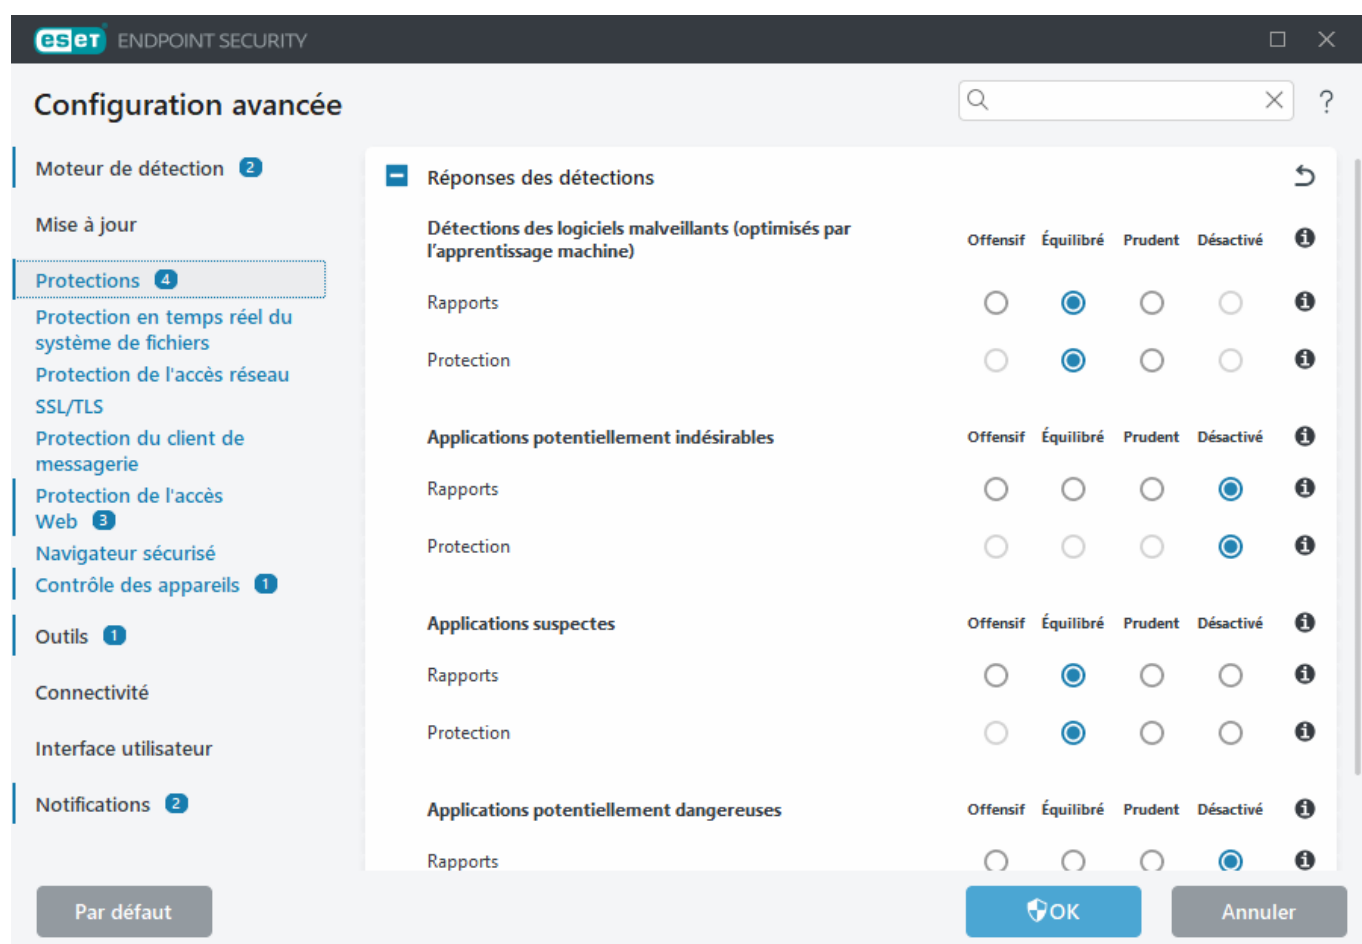 eset ENDPOINT SECURITY
Configuration avancée
?
Moteur de détection 2
Mise à jour
Protections 4
Protection en temps réel du
système de fichiers
Protection de l'accès réseau
SSL/TLS
Protection du client de
messagerie
Protection de l'accès
Web 3
Navigateur sécurisé
Contrôle des appareils 1
Outils 1
Connectivité
Interface utilisateur
Notifications 2
Réponses des détections
Détections des logiciels malveillants (optimisés par
l'apprentissage machine)
Offensif Équilibré Prudent Désactivé
Rapports
Protection
Applications potentiellement indésirables Offensif Équilibré Prudent Désactivé
Rapports
Protection
Applications suspectes Offensif Équilibré Prudent Désactivé
Rapports
Protection
Applications potentiellement dangereuses Offensif Équilibré Prudent Désactivé
Rapports
Par défaut
OK
Annuler